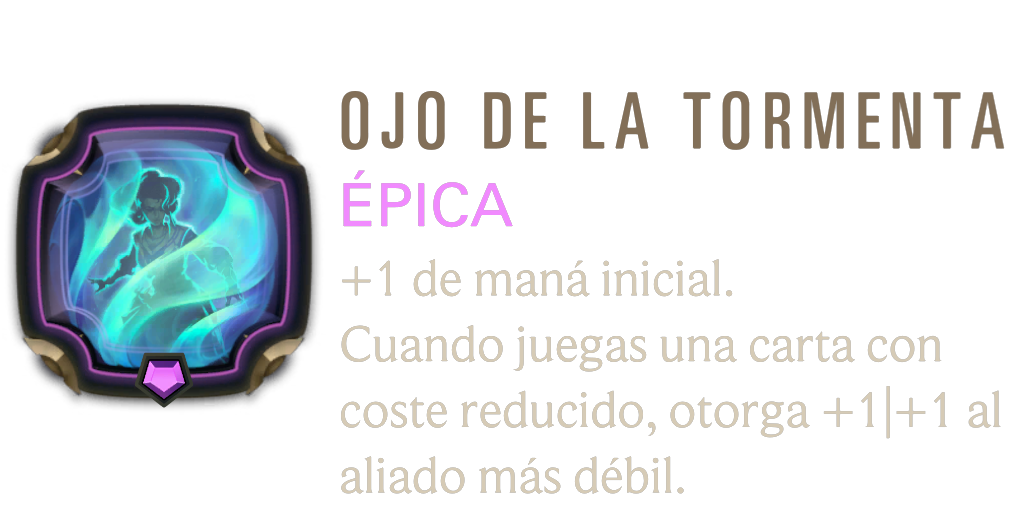 OJO DE LA TORMENTA
ÉPICA
+1 de maná inicial.
Cuando juegas una carta con
coste reducido, otorga +1|+1 al
aliado más débil.